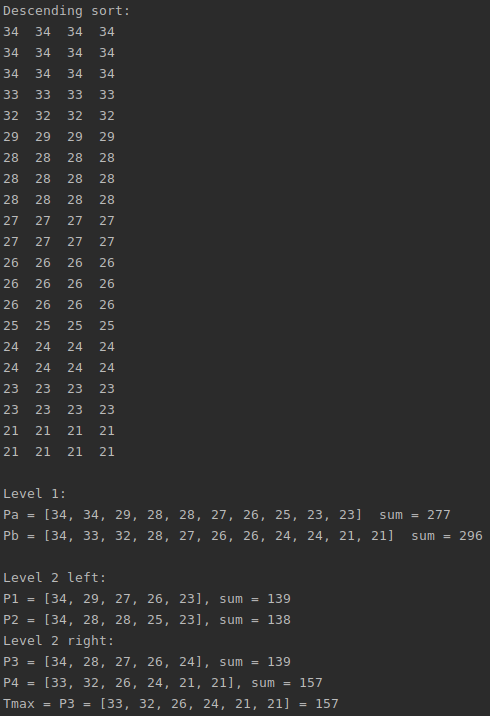 Descending sort:
34  34  34  34
34  34  34  34
34  34  34  34
33  33  33  33
32  32  32  32
29  29  29  29
28  28  28  28
28  28  28  28
28  28  28  28
27  27  27  27
27  27  27  27
26  26  26  26
26  26  26  26
26  26  26  26
25  25  25  25
24  24  24  24
24  24  24  24
23  23  23  23
23  23  23  23
21  21  21  21
21  21  21  21
Level 1:
Pa = [34, 34, 29, 28, 28, 27, 26, 25, 23, 23]  sum = 277
Pb = [34, 33, 32, 28, 27, 26, 26, 24, 24, 21, 21]  sum = 296
Level 2 left:
P1 = [34, 29, 27, 26, 23], sum = 139
P2 = [34, 28, 28, 25, 23], sum = 138
Level 2 right:
P3 = [34, 28, 27, 26, 24], sum = 139
P4 = [33, 32, 26, 24, 21, 21], sum = 157
Tmax = P3 = [33, 32, 26, 24, 21, 21] = 157